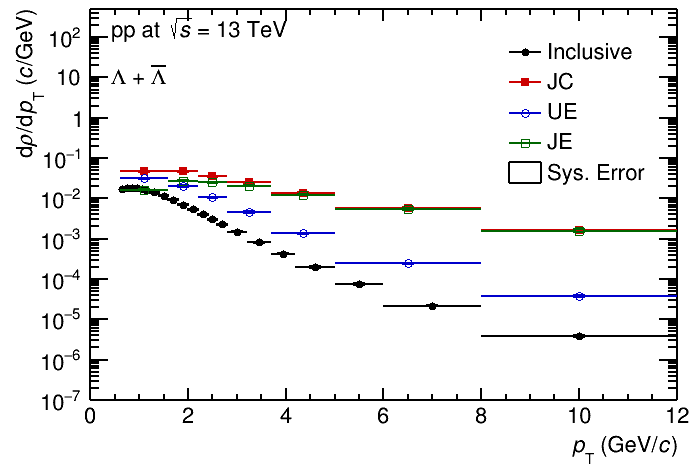 pp at √s = 13 TeV
Λ + Λ̅
Inclusive
JC
UE
JE
Sys. Error
dρ/dp_T (c/GeV)
10²
10
1
10⁻¹
10⁻²
10⁻³
10⁻⁴
10⁻⁵
10⁻⁶
10⁻⁷
0 2 4 6 8 10 12
p_T (GeV/c)